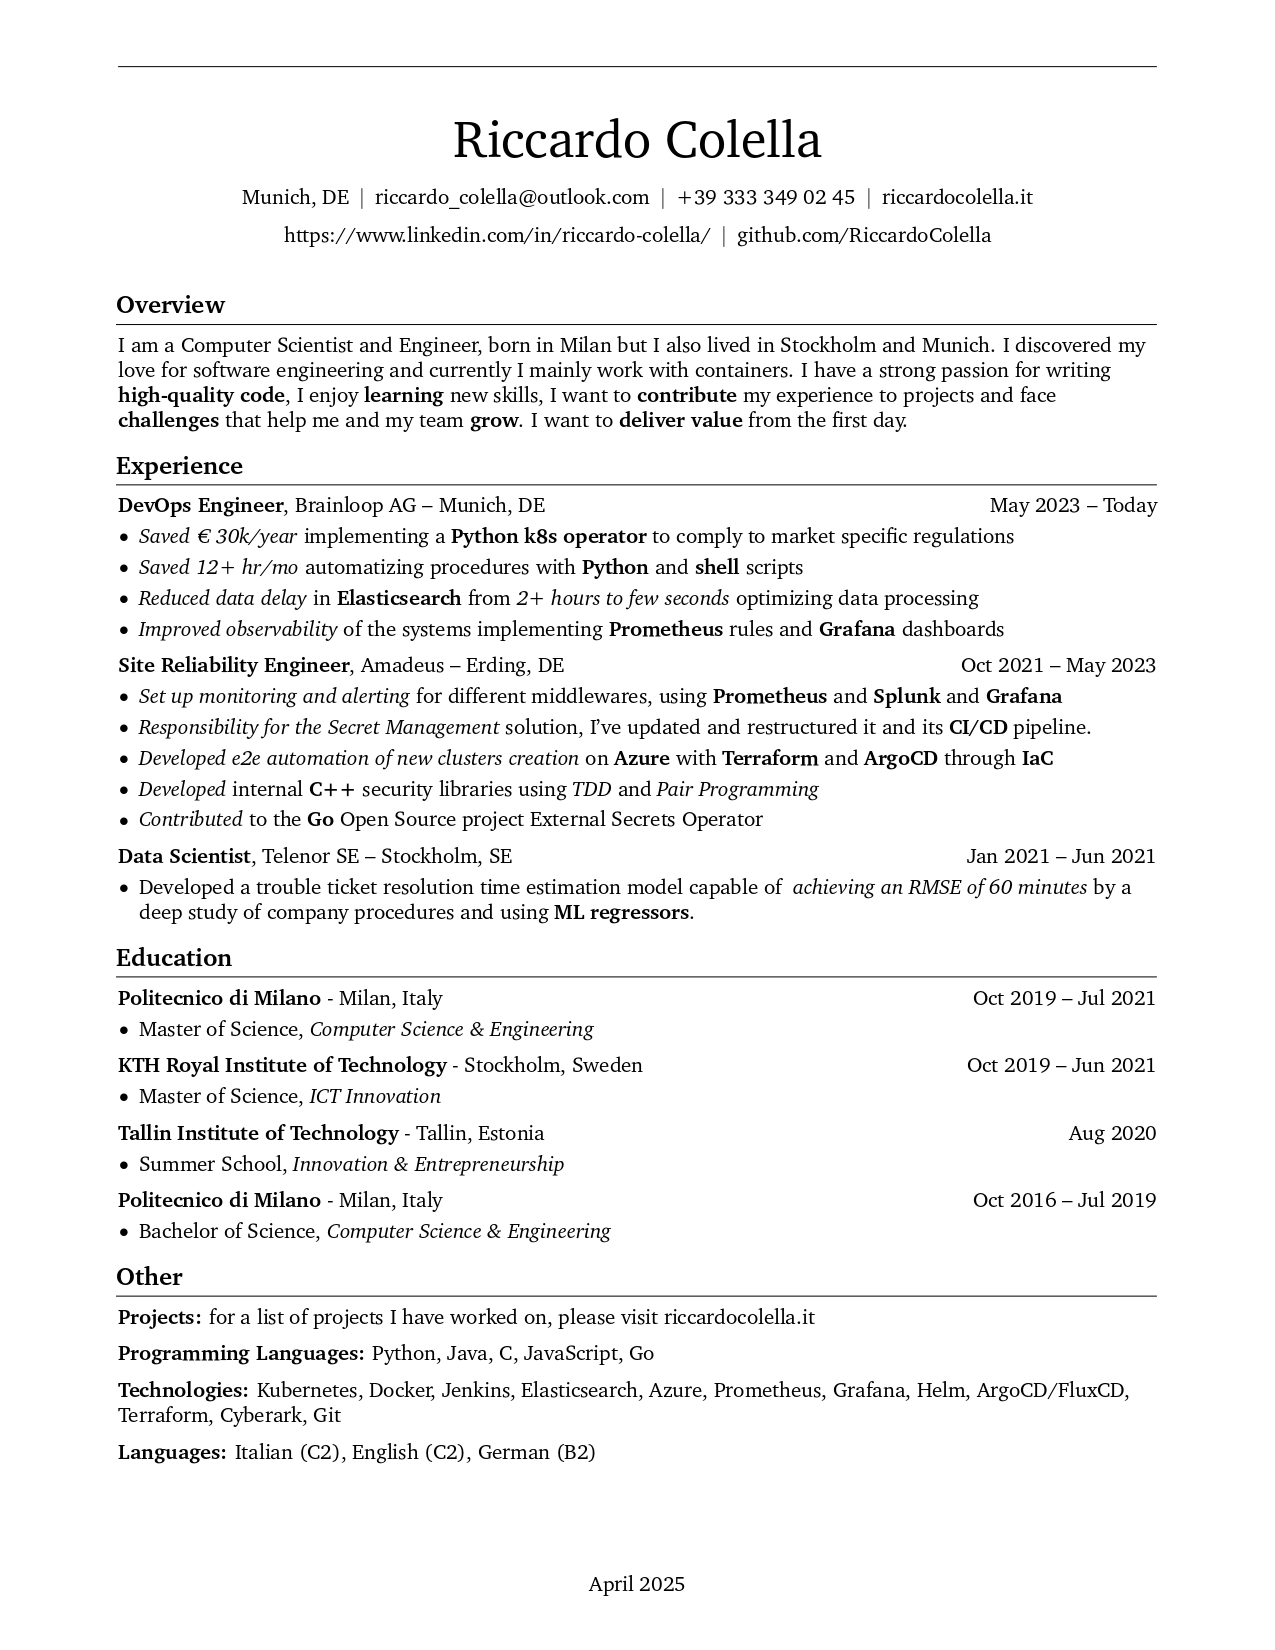 Riccardo Colella
Munich, DE | riccardo_colella@outlook.com | +39 333 349 02 45 | riccardocolella.it
https://www.linkedin.com/in/riccardo-colella/ | github.com/RiccardoColella
Overview
I am a Computer Scientist and Engineer, born in Milan but I also lived in Stockholm and Munich. I discovered my
love for software engineering and currently I mainly work with containers. I have a strong passion for writing
high-quality code, I enjoy learning new skills, I want to contribute my experience to projects and face
challenges that help me and my team grow. I want to deliver value from the first day.
Experience
DevOps Engineer, Brainloop AG – Munich, DE May 2023 – Today
• Saved € 30k/year implementing a Python k8s operator to comply to market specific regulations
• Saved 12+ hr/mo automatizing procedures with Python and shell scripts
• Reduced data delay in Elasticsearch from 2+ hours to few seconds optimizing data processing
• Improved observability of the systems implementing Prometheus rules and Grafana dashboards
Site Reliability Engineer, Amadeus – Erding, DE Oct 2021 – May 2023
• Set up monitoring and alerting for different middlewares, using Prometheus and Splunk and Grafana
• Responsibility for the Secret Management solution, I've updated and restructured it and its CI/CD pipeline.
• Developed e2e automation of new clusters creation on Azure with Terraform and ArgoCD through IaC
• Developed internal C++ security libraries using TDD and Pair Programming
• Contributed to the Go Open Source project External Secrets Operator
Data Scientist, Telenor SE – Stockholm, SE Jan 2021 – Jun 2021
• Developed a trouble ticket resolution time estimation model capable of achieving an RMSE of 60 minutes by a
deep study of company procedures and using ML regressors.
Education
Politecnico di Milano - Milan, Italy Oct 2019 – Jul 2021
• Master of Science, Computer Science & Engineering
KTH Royal Institute of Technology - Stockholm, Sweden Oct 2019 – Jun 2021
• Master of Science, ICT Innovation
Tallin Institute of Technology - Tallin, Estonia Aug 2020
• Summer School, Innovation & Entrepreneurship
Politecnico di Milano - Milan, Italy Oct 2016 – Jul 2019
• Bachelor of Science, Computer Science & Engineering
Other
Projects: for a list of projects I have worked on, please visit riccardocolella.it
Programming Languages: Python, Java, C, JavaScript, Go
Technologies: Kubernetes, Docker, Jenkins, Elasticsearch, Azure, Prometheus, Grafana, Helm, ArgoCD/FluxCD,
Terraform, Cyberark, Git
Languages: Italian (C2), English (C2), German (B2)
April 2025